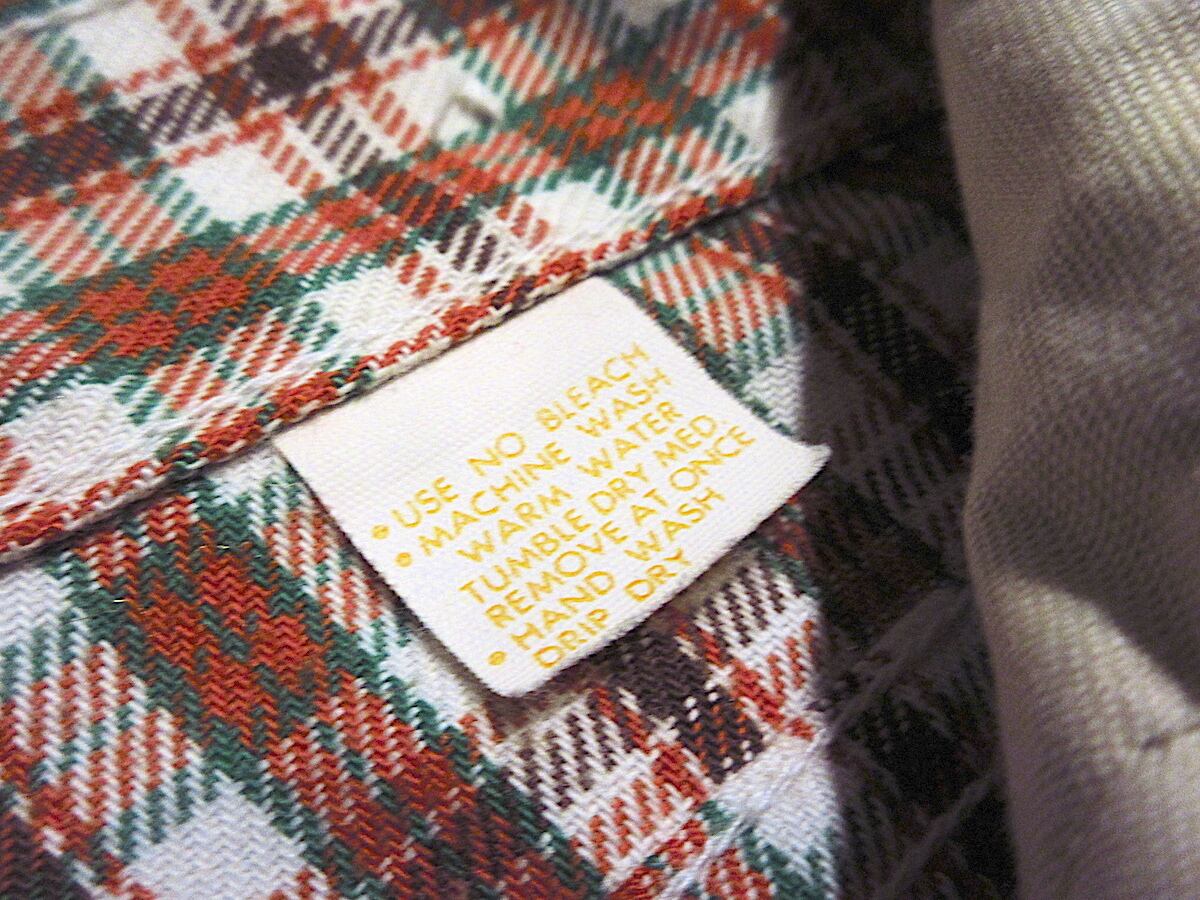 • USE NO BLEACH
• MACHINE WASH
WARM WATER
TUMBLE DRY MED.
REMOVE AT ONCE
• HAND WASH
DRIP DRY